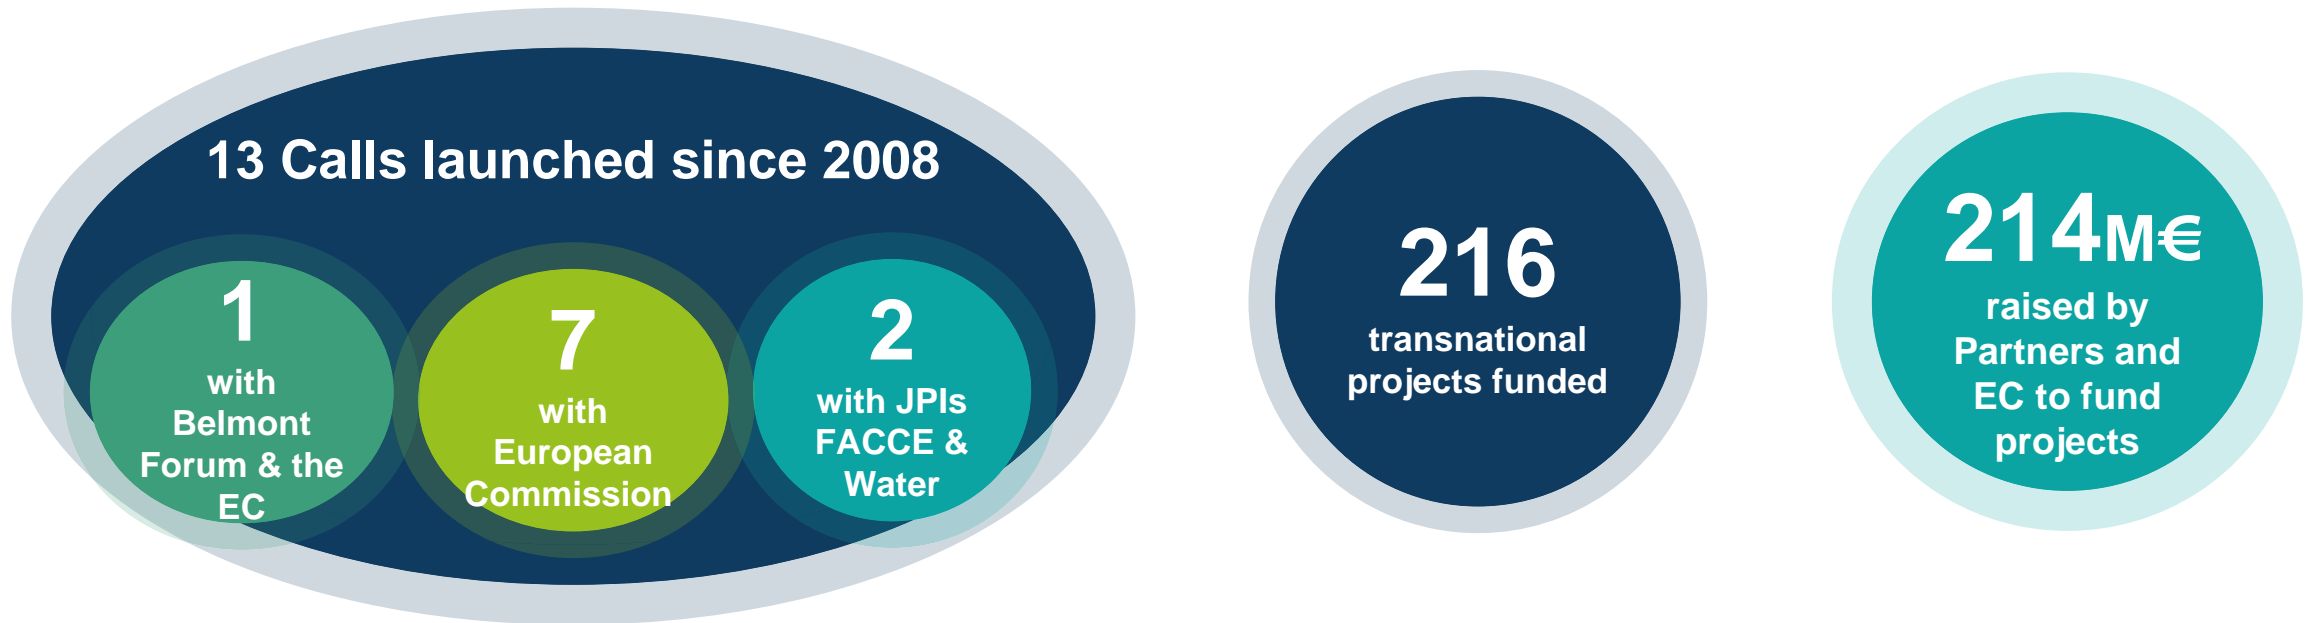 13 Calls launched since 2008
1
with
Belmont
Forum & the
EC
7
with
European
Commission
2
with JPIs
FACCE &
Water
216
transnational
projects funded
214M€
raised by
Partners and
EC to fund
projects